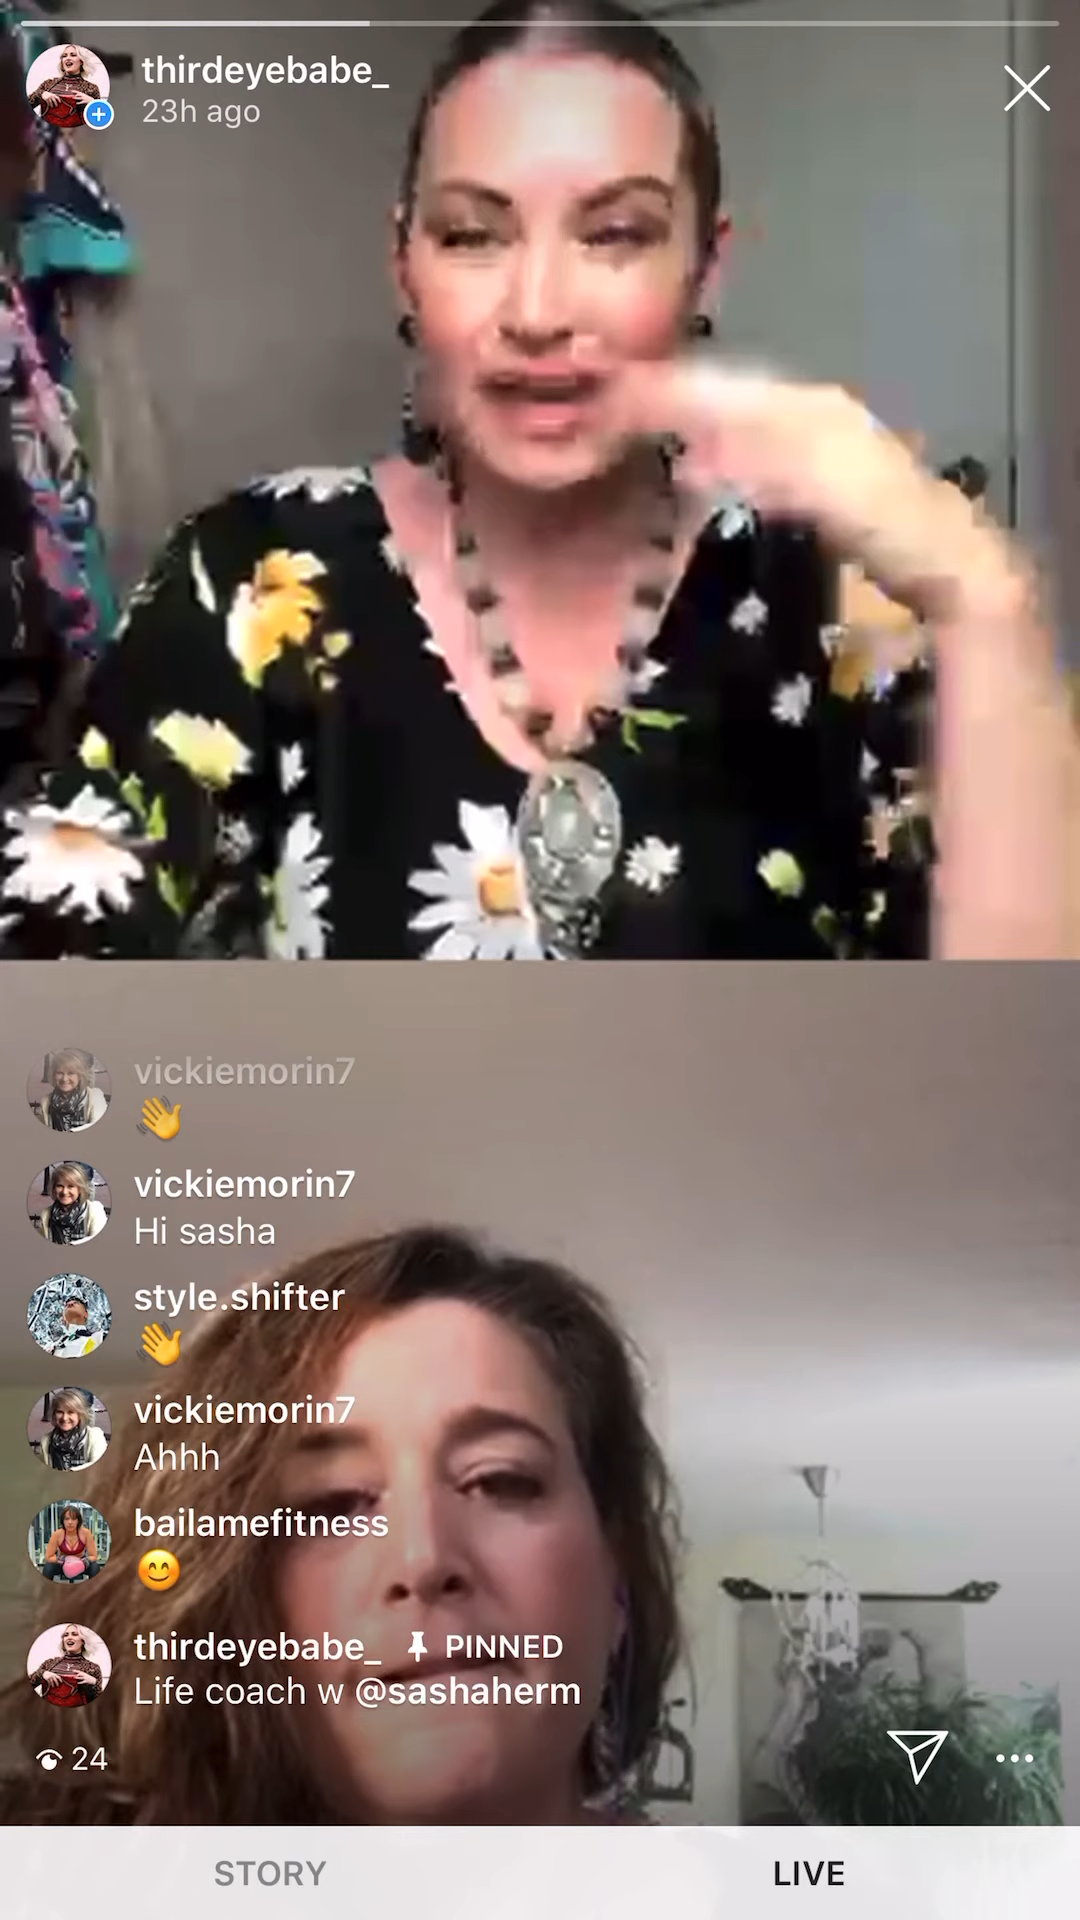 thirdeyebabe_
23h ago
vickiemorin7
👋
vickiemorin7
Hi sasha
style.shifter
👋
vickiemorin7
Ahhh
bailamefitness
😊
thirdeyebabe_ PINNED
Life coach w @sashaherm
24
STORY LIVE